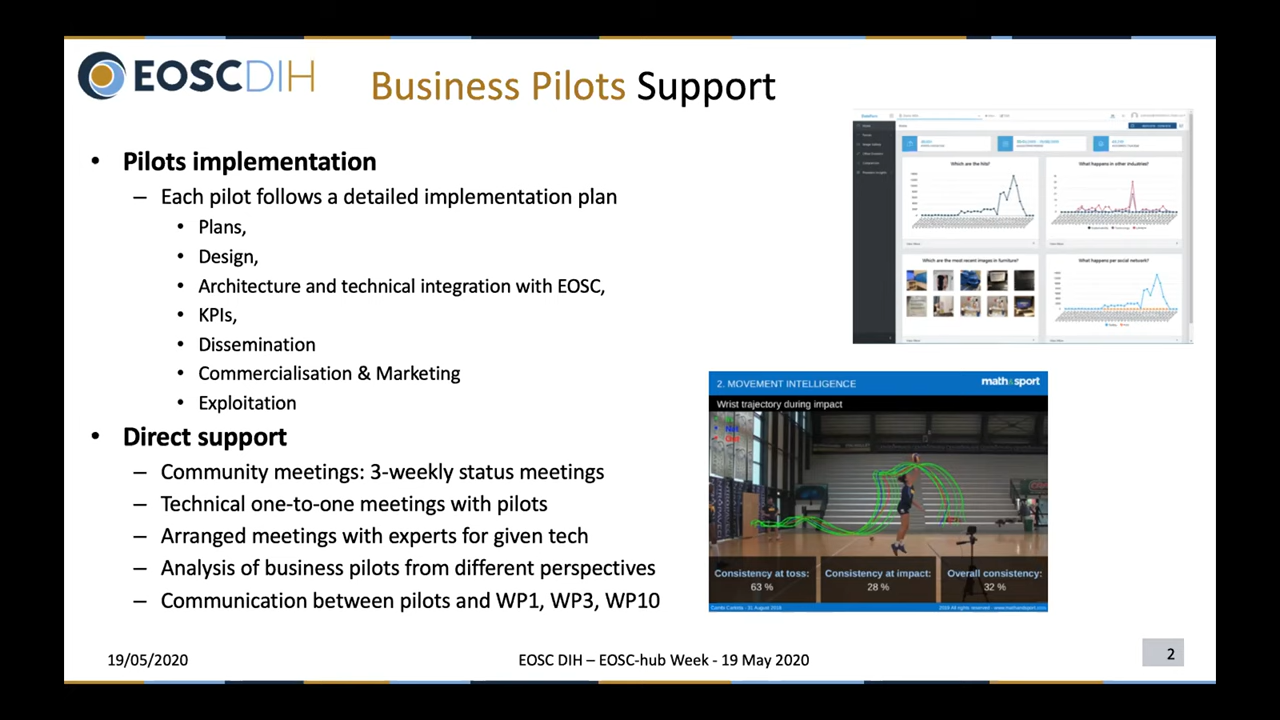 EOSC DIH
Business Pilots Support
• Pilots implementation
– Each pilot follows a detailed implementation plan
• Plans,
• Design,
• Architecture and technical integration with EOSC,
• KPIs,
• Dissemination
• Commercialisation & Marketing
• Exploitation
• Direct support
– Community meetings: 3-weekly status meetings
– Technical one-to-one meetings with pilots
– Arranged meetings with experts for given tech
– Analysis of business pilots from different perspectives
– Communication between pilots and WP1, WP3, WP10
Which are the hits?
What happens in other industries?
Which are the most recent images in furniture?
What happens per social network?
2. MOVEMENT INTELLIGENCE
math&sport
Wrist trajectory during impact
Consistency at toss:
63 %
Consistency at impact:
28 %
Overall consistency:
32 %
19/05/2020
EOSC DIH – EOSC-hub Week - 19 May 2020
2